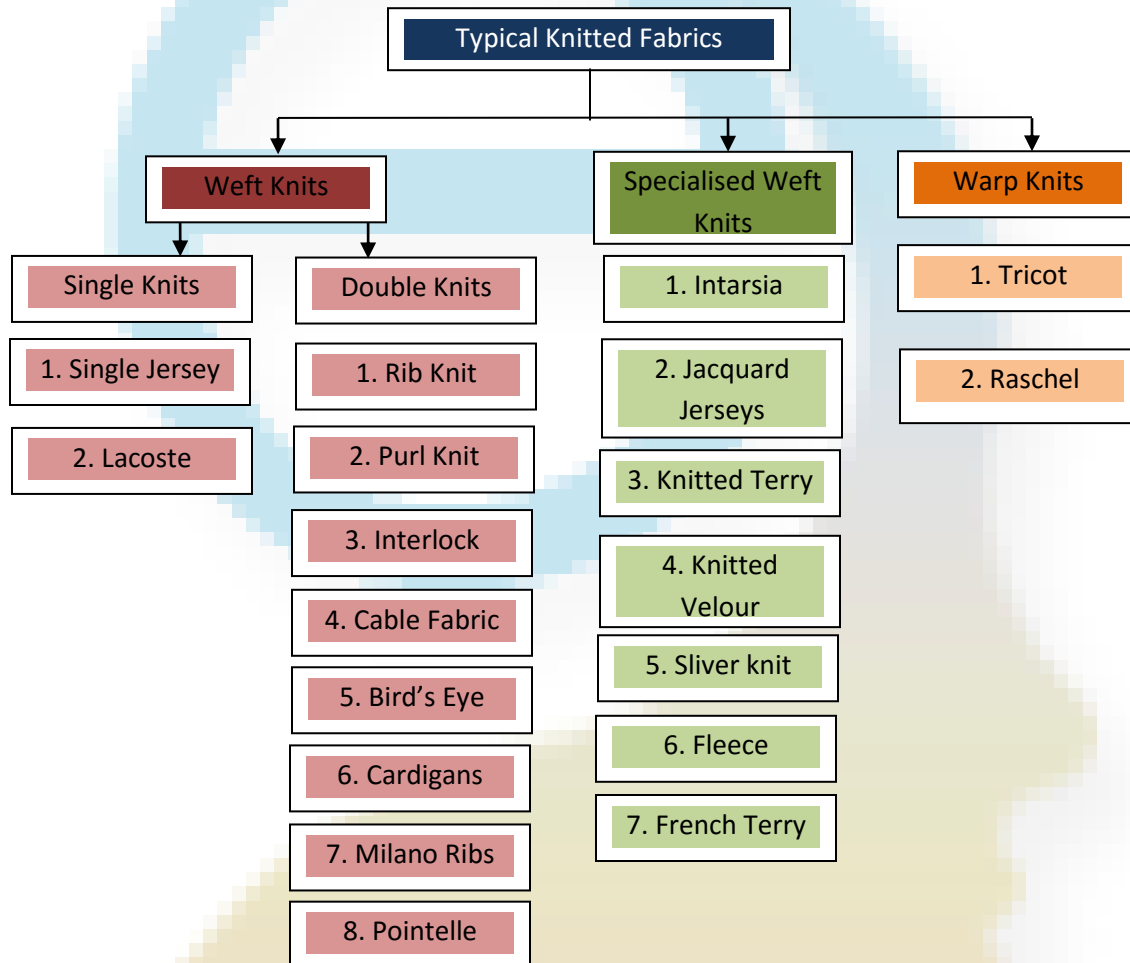 Typical Knitted Fabrics
Weft Knits
Specialised Weft
Knits
Warp Knits
Single Knits
1. Single Jersey
2. Lacoste
Double Knits
1. Rib Knit
2. Purl Knit
3. Interlock
4. Cable Fabric
5. Bird’s Eye
6. Cardigans
7. Milano Ribs
8. Pointelle
1. Intarsia
2. Jacquard
Jerseys
3. Knitted Terry
4. Knitted
Velour
5. Sliver knit
6. Fleece
7. French Terry
1. Tricot
2. Raschel